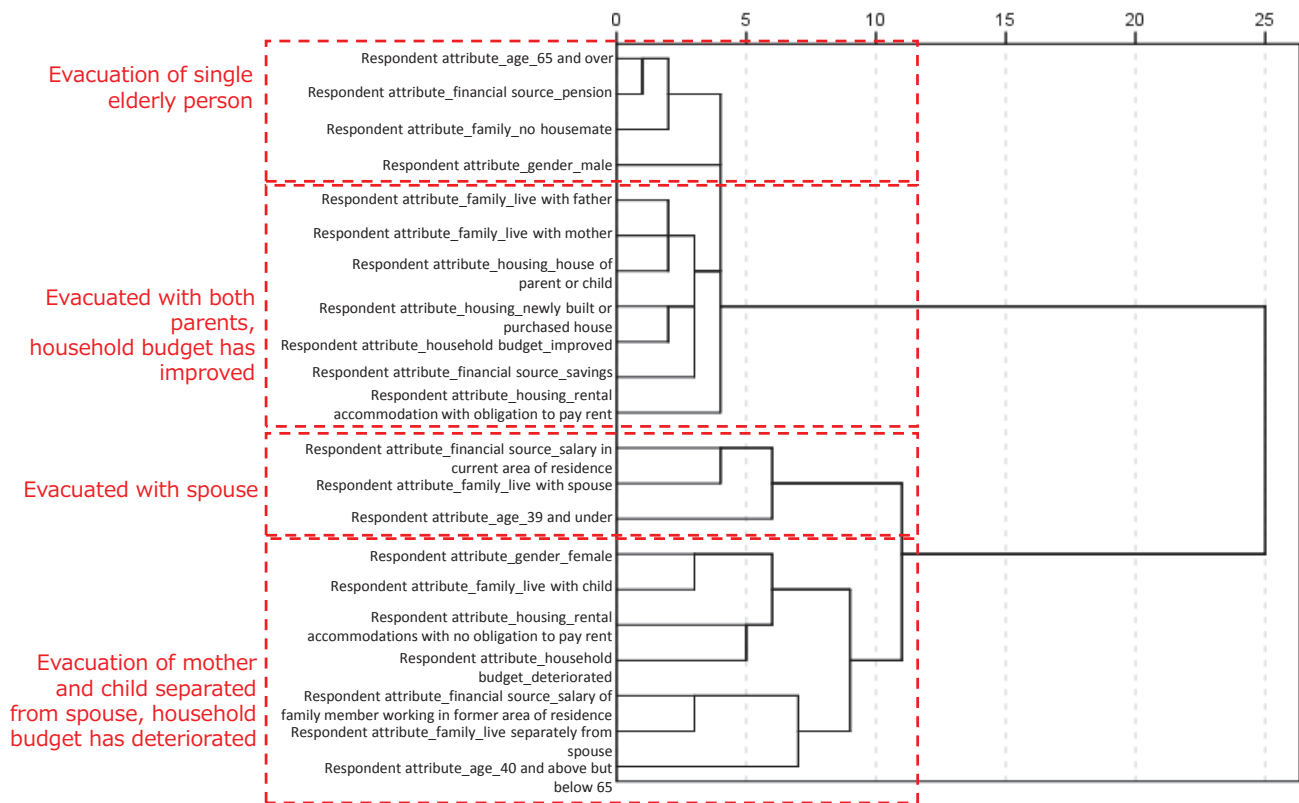 0 5 10 15 20 25
Evacuation of single
elderly person
Respondent attribute_age_65 and over
Respondent attribute_financial source_pension
Respondent attribute_family_no housemate
Respondent attribute_gender_male
Evacuated with both
parents,
household budget has
improved
Respondent attribute_family_live with father
Respondent attribute_family_live with mother
Respondent attribute_housing_house of
parent or child
Respondent attribute_housing_newly built or
purchased house
Respondent attribute_household budget_improved
Respondent attribute_financial source_savings
Respondent attribute_housing_rental
accommodation with obligation to pay rent
Evacuated with spouse
Respondent attribute_financial source_salary in
current area of residence
Respondent attribute_family_live with spouse
Respondent attribute_age_39 and under
Evacuation of mother
and child separated
from spouse, household
budget has deteriorated
Respondent attribute_gender_female
Respondent attribute_family_live with child
Respondent attribute_housing_rental
accommodations with no obligation to pay rent
Respondent attribute_household
budget_deteriorated
Respondent attribute_financial source_salary of
family member working in former area of residence
Respondent attribute_family_live separately from
spouse
Respondent attribute_age_40 and above but
below 65